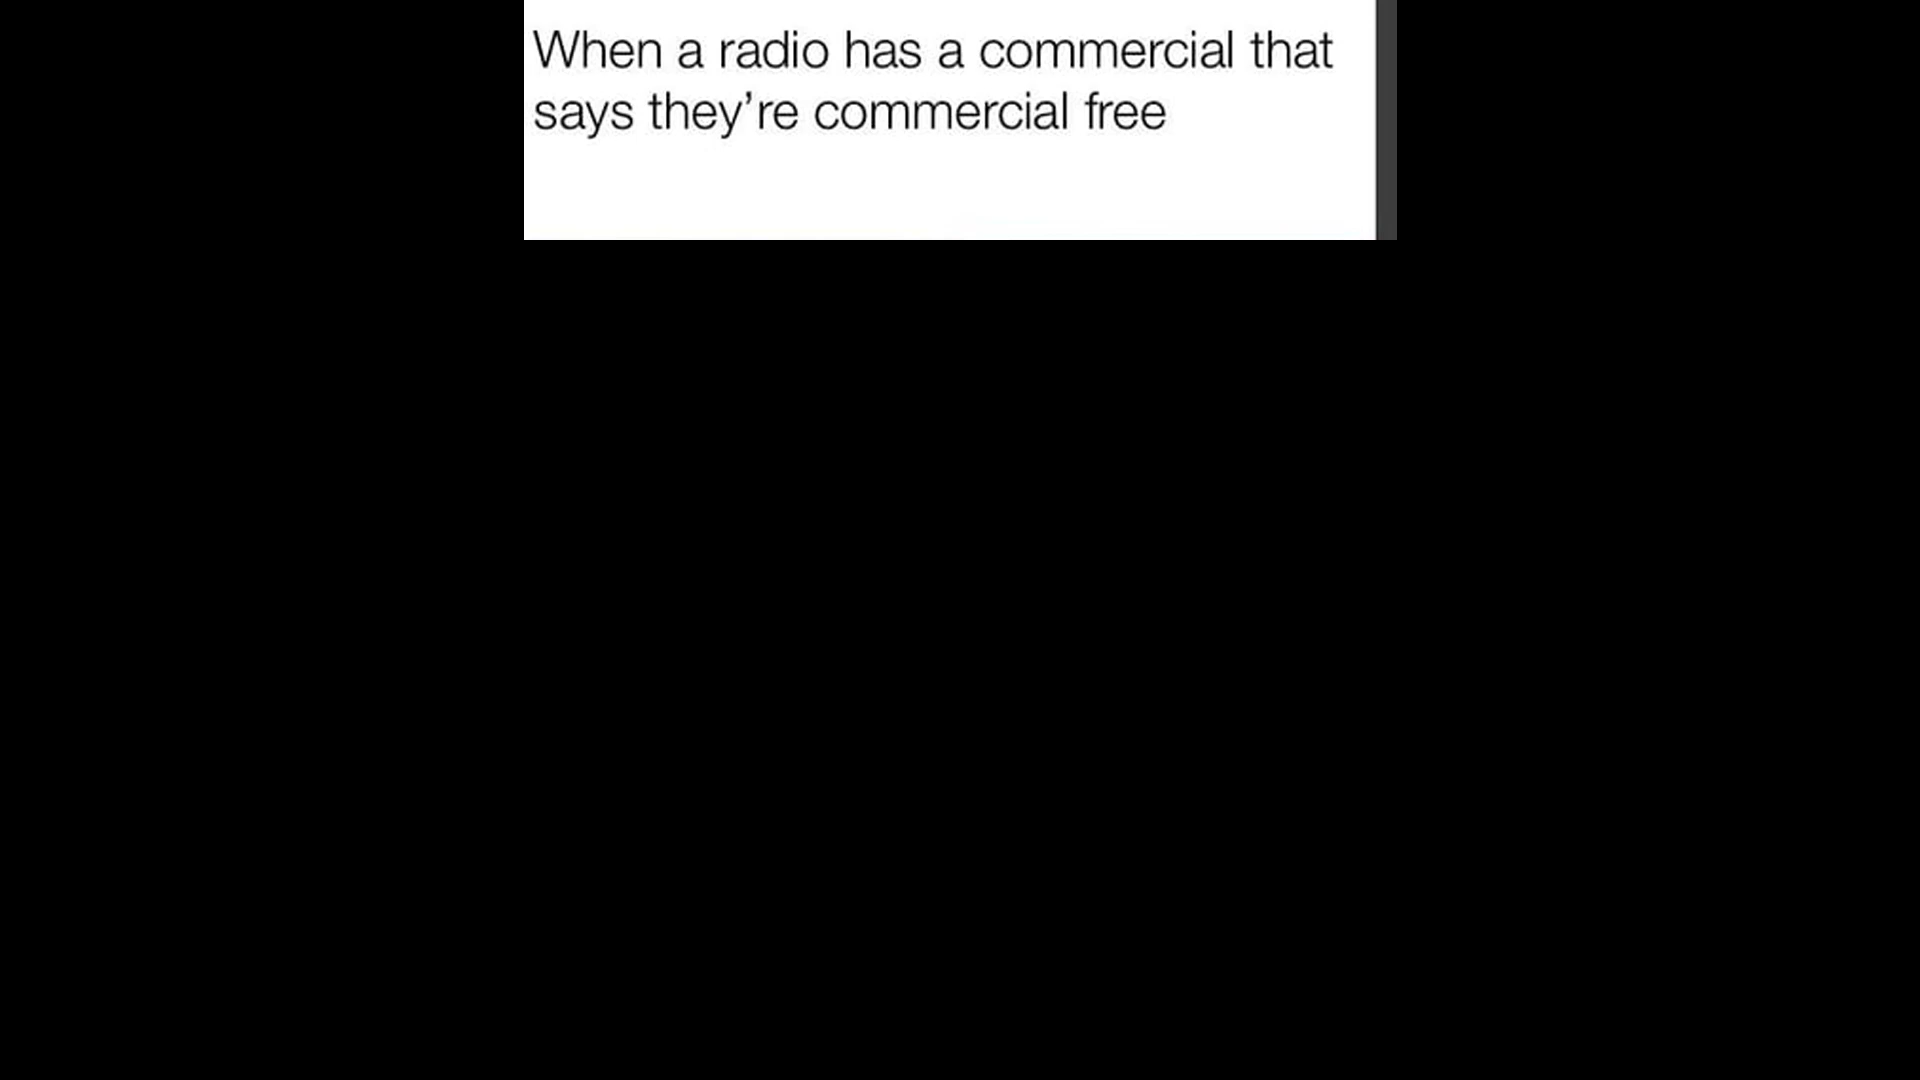 When a radio has a commercial that
says they’re commercial free